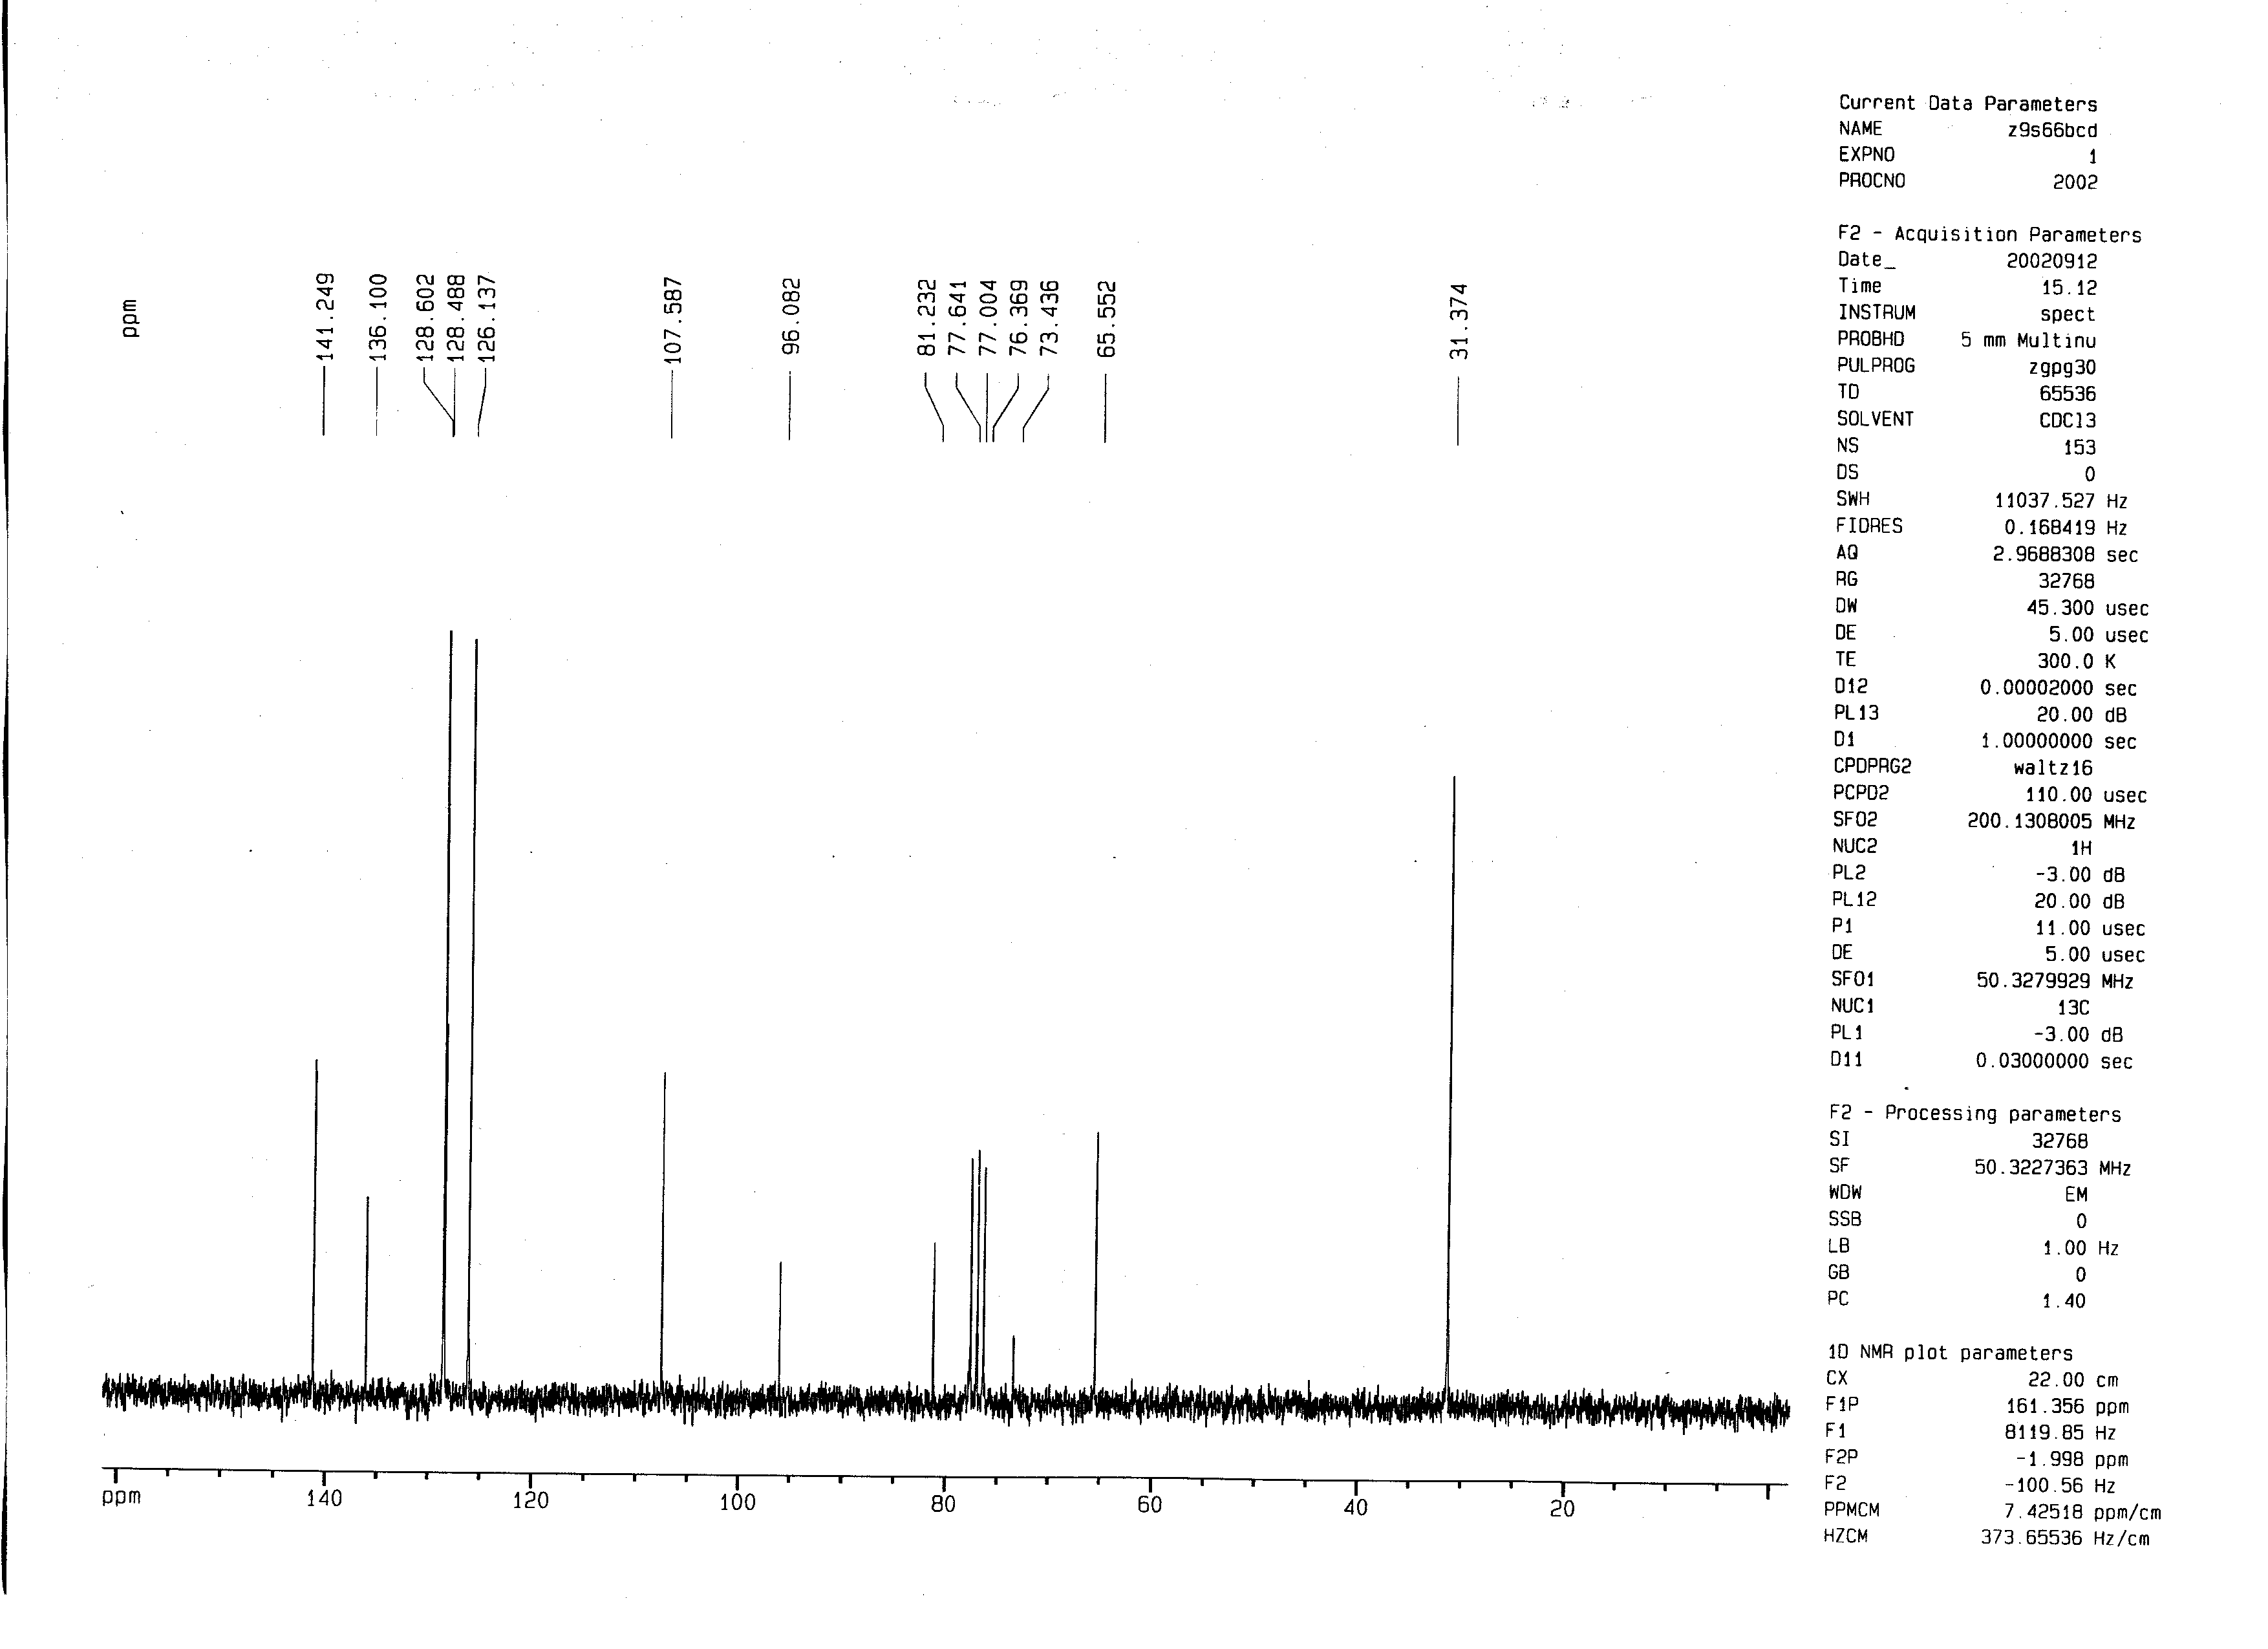 ppm
141.249
136.100
128.602
128.488
126.137
107.587
96.082
81.232
77.641
77.004
76.369
73.436
65.552
31.374
ppm
140
120
100
80
60
40
20
Current Data Parameters
NAME z9s66bcd
EXPNO 1
PROCNO 2002
F2 - Acquisition Parameters
Date_ 20020912
Time 15.12
INSTRUM spect
PROBHD 5 mm Multinu
PULPROG zgpg30
TD 65536
SOLVENT CDCl3
NS 153
DS 0
SWH 11037.527 Hz
FIDRES 0.168419 Hz
AQ 2.9688308 sec
RG 32768
DW 45.300 usec
DE 5.00 usec
TE 300.0 K
D12 0.00002000 sec
PL13 20.00 dB
D1 1.00000000 sec
CPDPRG2 waltz16
PCPD2 110.00 usec
SFO2 200.1308005 MHz
NUC2 1H
PL2 -3.00 dB
PL12 20.00 dB
P1 11.00 usec
DE 5.00 usec
SFO1 50.3279929 MHz
NUC1 13C
PL1 -3.00 dB
D11 0.03000000 sec
F2 - Processing parameters
SI 32768
SF 50.3227363 MHz
WDW EM
SSB 0
LB 1.00 Hz
GB 0
PC 1.40
1D NMR plot parameters
CX 22.00 cm
F1P 161.356 ppm
F1 8119.85 Hz
F2P -1.998 ppm
F2 -100.56 Hz
PPMCM 7.42518 ppm/cm
HZCM 373.65536 Hz/cm